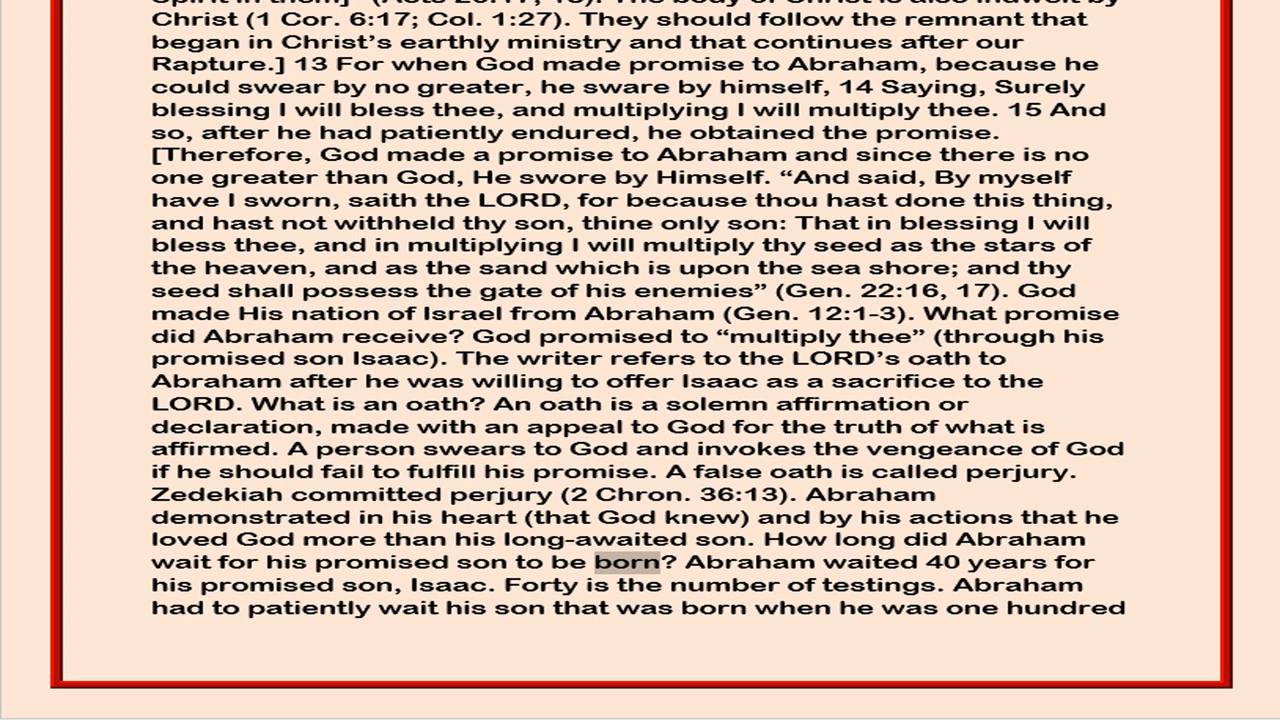 Christ (1 Cor. 6:17; Col. 1:27). They should follow the remnant that
began in Christ’s earthly ministry and that continues after our
Rapture.] 13 For when God made promise to Abraham, because he
could swear by no greater, he sware by himself, 14 Saying, Surely
blessing I will bless thee, and multiplying I will multiply thee. 15 And
so, after he had patiently endured, he obtained the promise.
[Therefore, God made a promise to Abraham and since there is no
one greater than God, He swore by Himself. “And said, By myself
have I sworn, saith the LORD, for because thou hast done this thing,
and hast not withheld thy son, thine only son: That in blessing I will
bless thee, and in multiplying I will multiply thy seed as the stars of
the heaven, and as the sand which is upon the sea shore; and thy
seed shall possess the gate of his enemies” (Gen. 22:16, 17). God
made His nation of Israel from Abraham (Gen. 12:1-3). What promise
did Abraham receive? God promised to “multiply thee” (through his
promised son Isaac). The writer refers to the LORD’s oath to
Abraham after he was willing to offer Isaac as a sacrifice to the
LORD. What is an oath? An oath is a solemn affirmation or
declaration, made with an appeal to God for the truth of what is
affirmed. A person swears to God and invokes the vengeance of God
if he should fail to fulfill his promise. A false oath is called perjury.
Zedekiah committed perjury (2 Chron. 36:13). Abraham
demonstrated in his heart (that God knew) and by his actions that he
loved God more than his long-awaited son. How long did Abraham
wait for his promised son to be born? Abraham waited 40 years for
his promised son, Isaac. Forty is the number of testings. Abraham
had to patiently wait his son that was born when he was one hundred